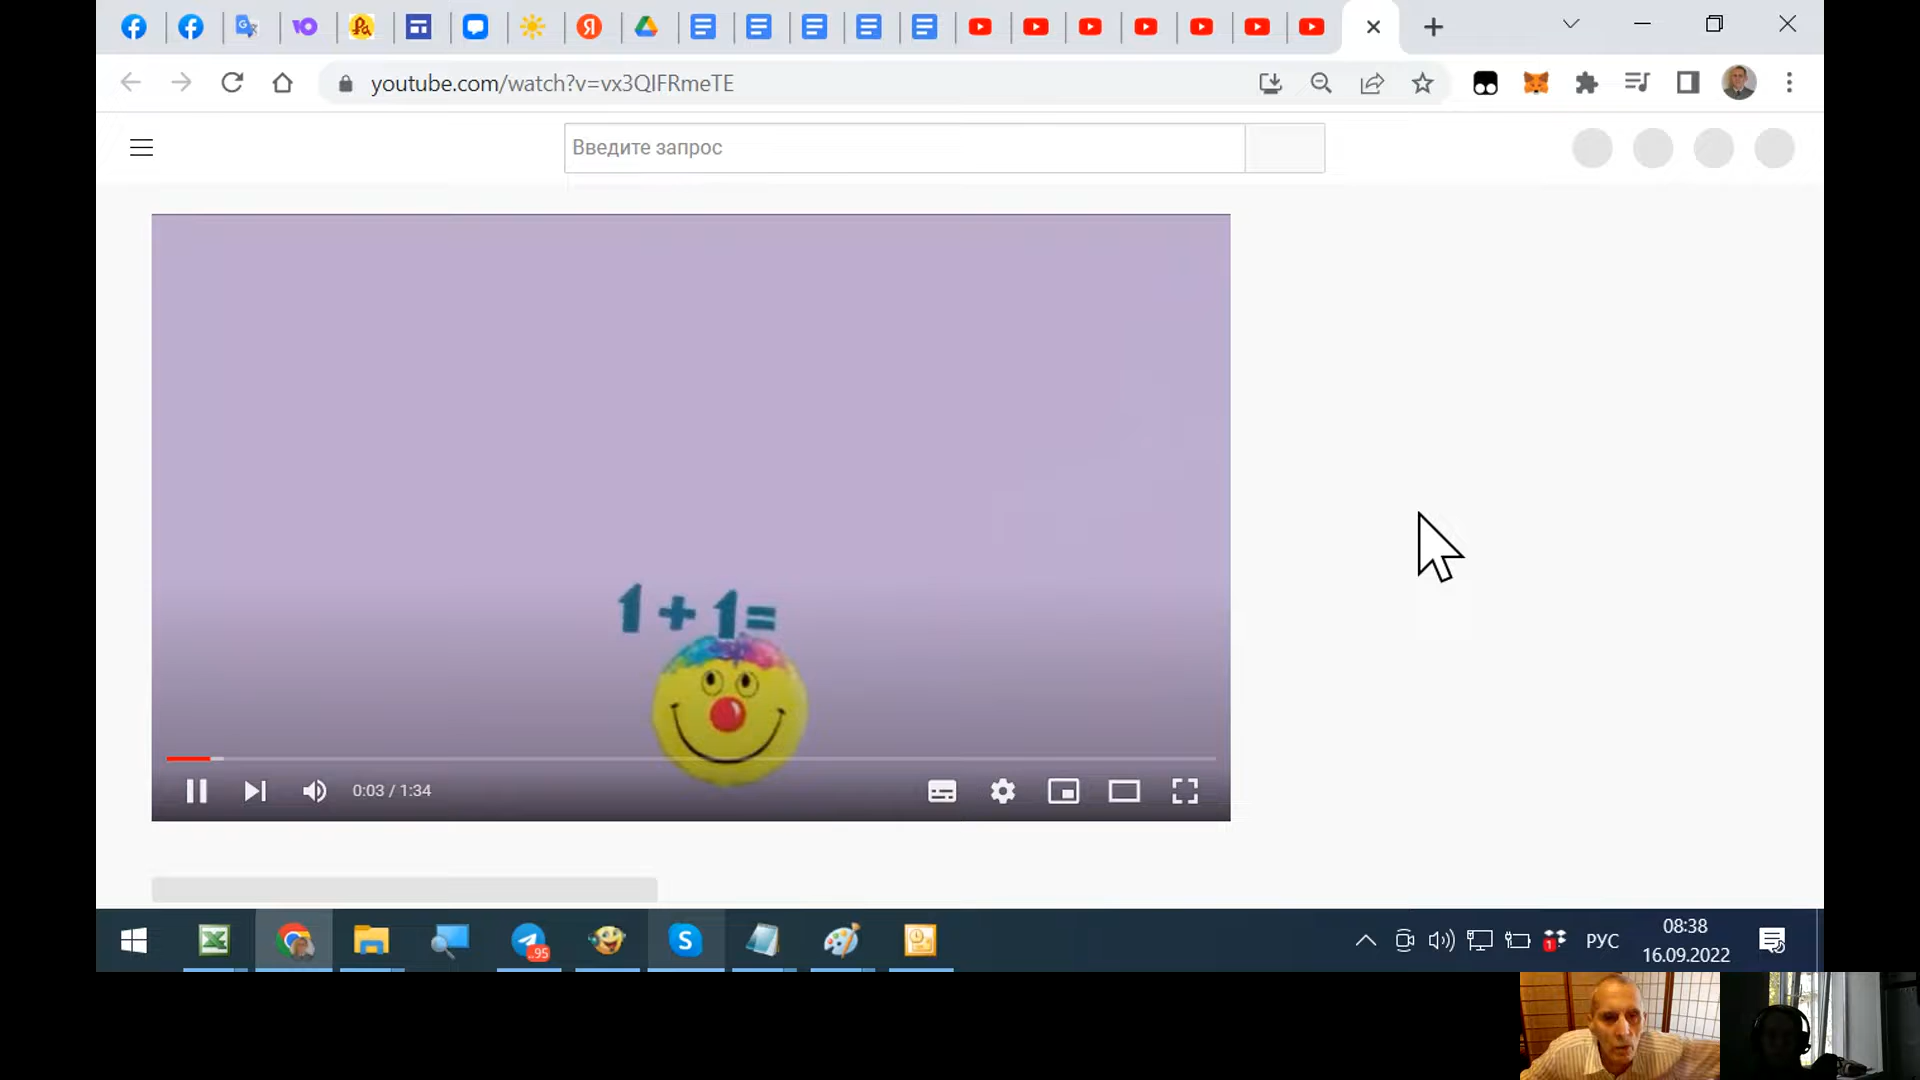 youtube.com/watch?v=vx3QIFRmeTE
Введите запрос
1 + 1 =
0:03 / 1:34
..95
1
РУС
08:38
16.09.2022